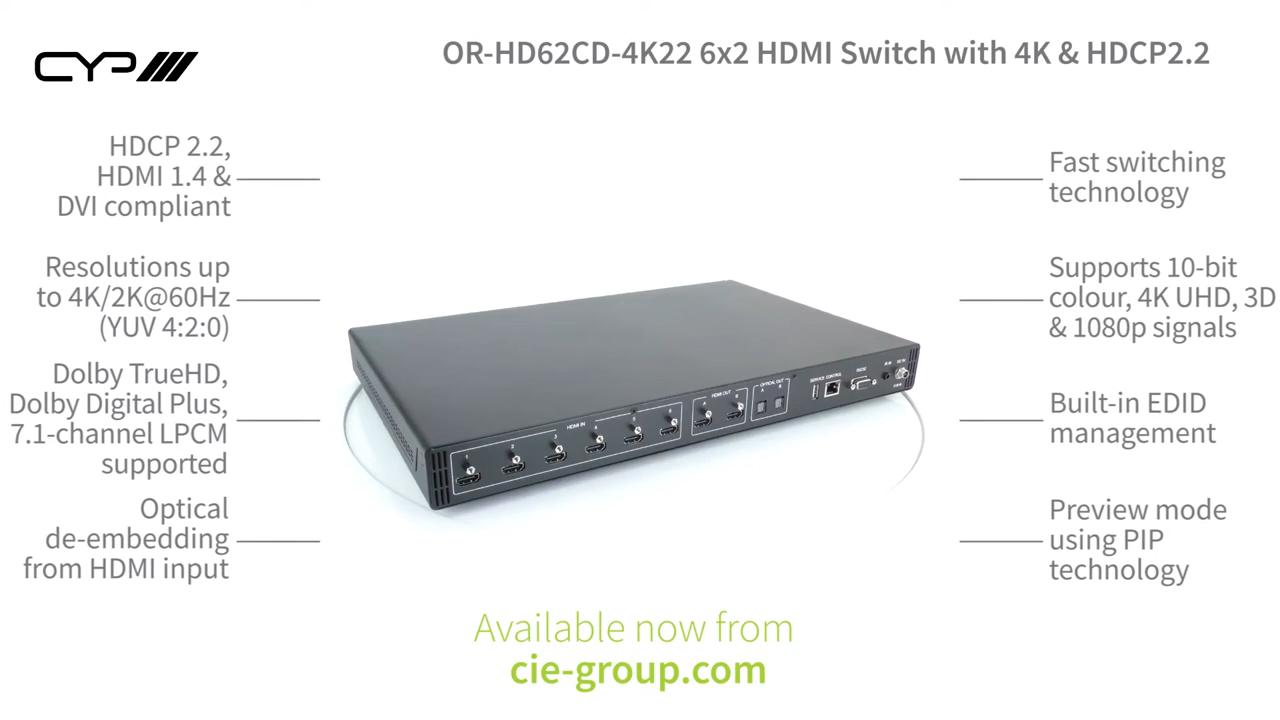 CYP
OR-HD62CD-4K22 6x2 HDMI Switch with 4K & HDCP2.2
HDCP 2.2,
HDMI 1.4 &
DVI compliant
Resolutions up
to 4K/2K@60Hz
(YUV 4:2:0)
Dolby TrueHD,
Dolby Digital Plus,
7.1-channel LPCM
supported
Optical
de-embedding
from HDMI input
Fast switching
technology
Supports 10-bit
colour, 4K UHD, 3D
& 1080p signals
Built-in EDID
management
Preview mode
using PIP
technology
HDMI IN
1 2 3 4
HDMI OUT
A B
OPTICAL OUT
A B
SERVICE CONTROL
RS232
Available now from
cie-group.com